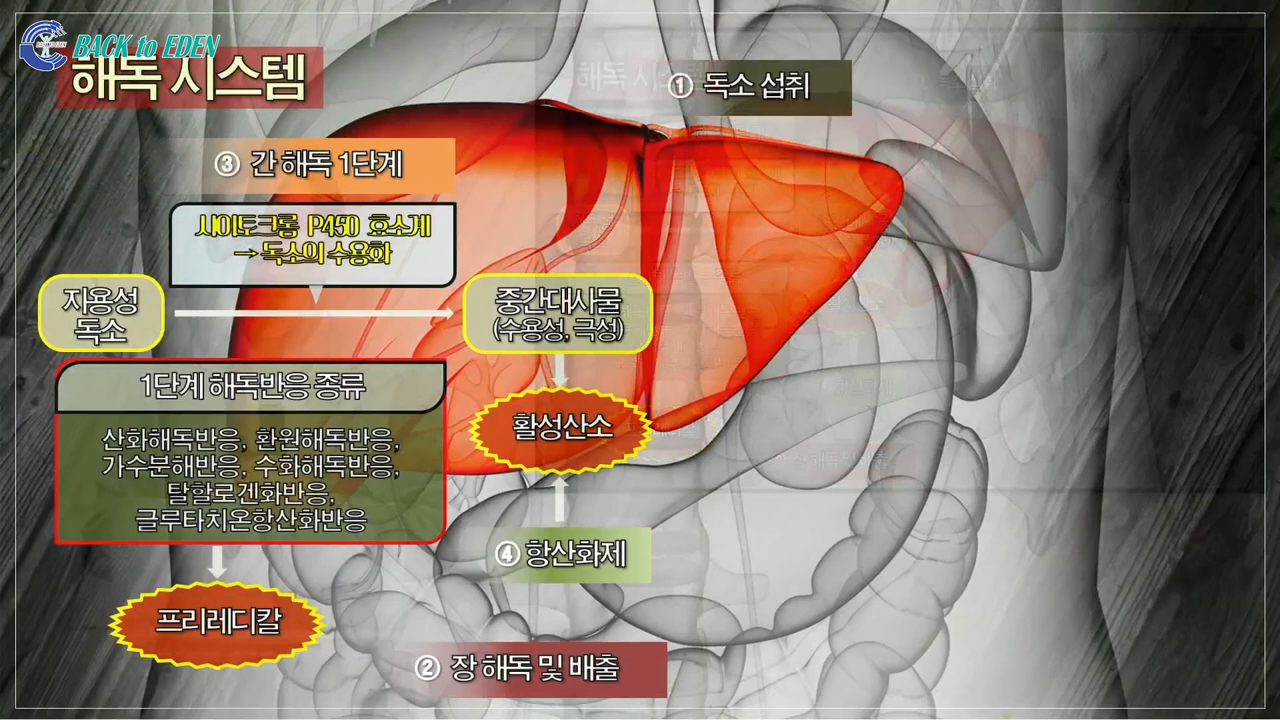 BACK to EDEN
해독 시스템
① 독소 섭취
③ 간 해독 1단계
사이토크롬 P450 효소계
→ 독소의 수용화
지용성
독소
중간대사물
(수용성, 극성)
1단계 해독반응 종류
활성산소
산화해독반응, 환원해독반응,
가수분해반응, 수화해독반응,
탈할로겐화반응,
글루타치온항산화반응
④ 항산화제
프리레디칼
② 장 해독 및 배출